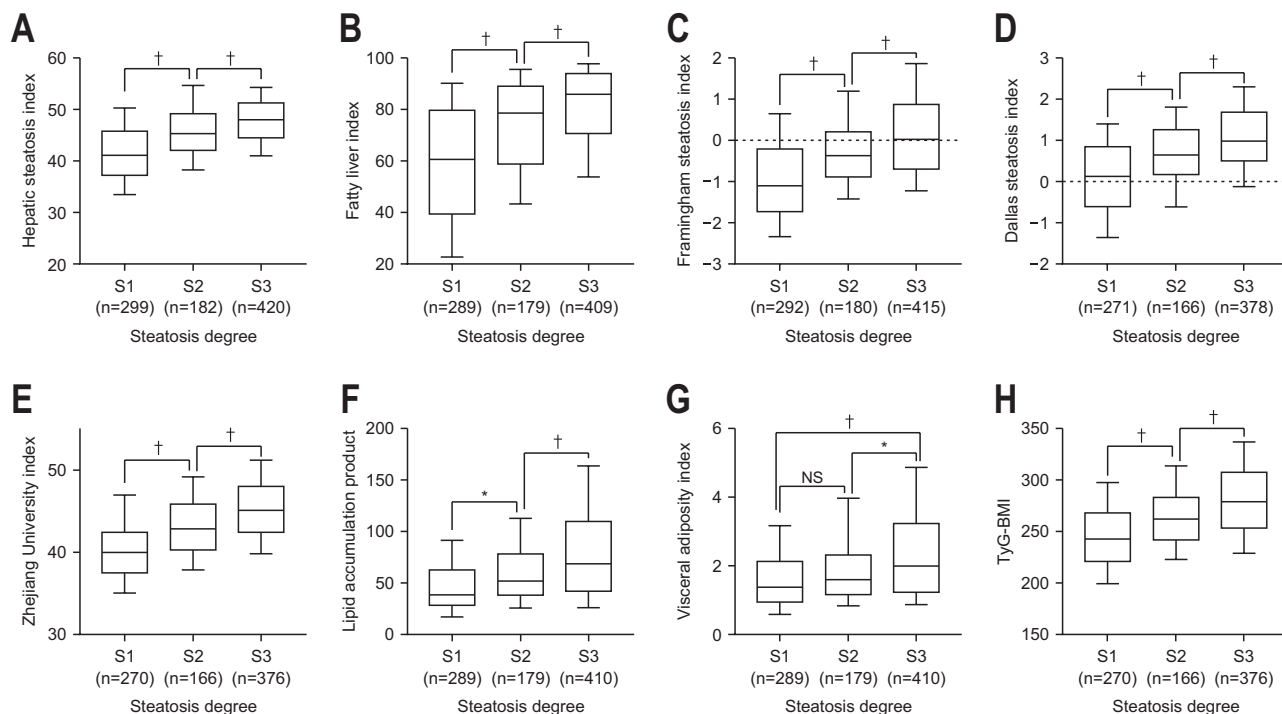 A
Hepatic steatosis index
60
50
40
30
20
† †
S1 S2 S3
(n=299) (n=182) (n=420)
Steatosis degree
B
Fatty liver index
100
80
60
40
20
† †
S1 S2 S3
(n=289) (n=179) (n=409)
Steatosis degree
C
Framingham steatosis index
2
1
0
−1
−2
−3
† †
S1 S2 S3
(n=292) (n=180) (n=415)
Steatosis degree
D
Dallas steatosis index
3
2
1
0
−1
−2
† †
S1 S2 S3
(n=271) (n=166) (n=378)
Steatosis degree
E
Zhejiang University index
50
40
30
† †
S1 S2 S3
(n=270) (n=166) (n=376)
Steatosis degree
F
Lipid accumulation product
200
150
100
50
0
* †
S1 S2 S3
(n=289) (n=179) (n=410)
Steatosis degree
G
Visceral adiposity index
6
4
2
0
†
NS *
S1 S2 S3
(n=289) (n=179) (n=410)
Steatosis degree
H
TyG-BMI
350
300
250
200
150
† †
S1 S2 S3
(n=270) (n=166) (n=376)
Steatosis degree